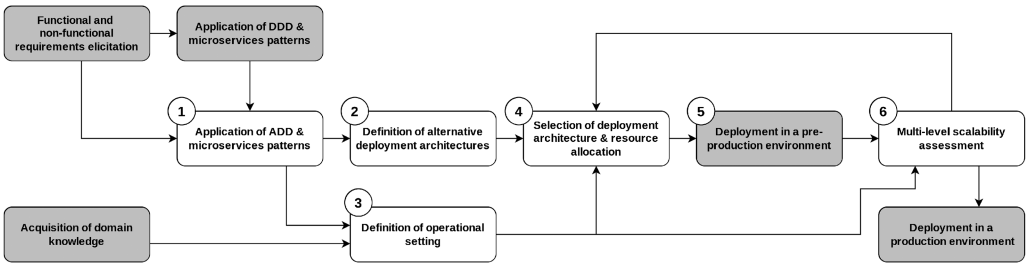 Functional and
non-functional
requirements elicitation
Application of DDD &
microservices patterns
1
Application of ADD &
microservices patterns
2
Definition of alternative
deployment architectures
4
Selection of deployment
architecture & resource
allocation
5
Deployment in a pre-
production environment
6
Multi-level scalability
assessment
Acquisition of domain
knowledge
3
Definition of operational
setting
Deployment in a
production environment